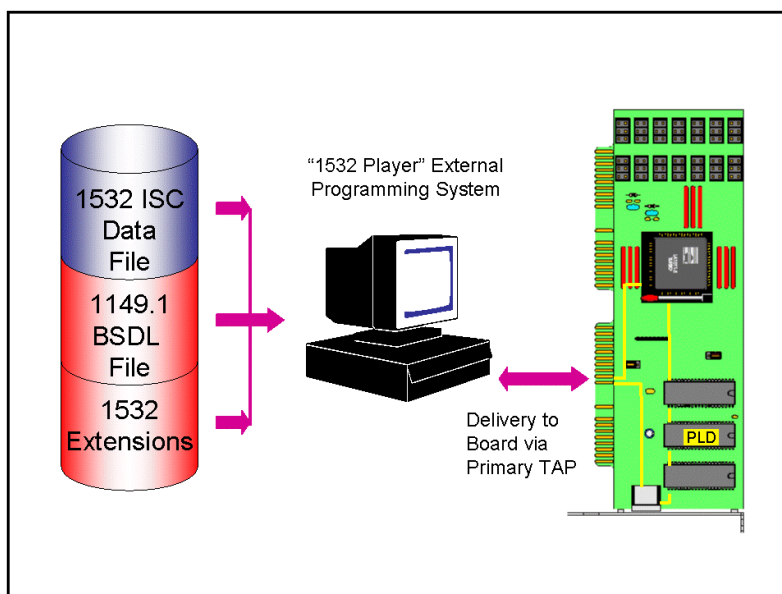 1532 ISC
Data
File
1149.1
BSDL
File
1532
Extensions
“1532 Player” External
Programming System
Delivery to
Board via
Primary TAP
PLD